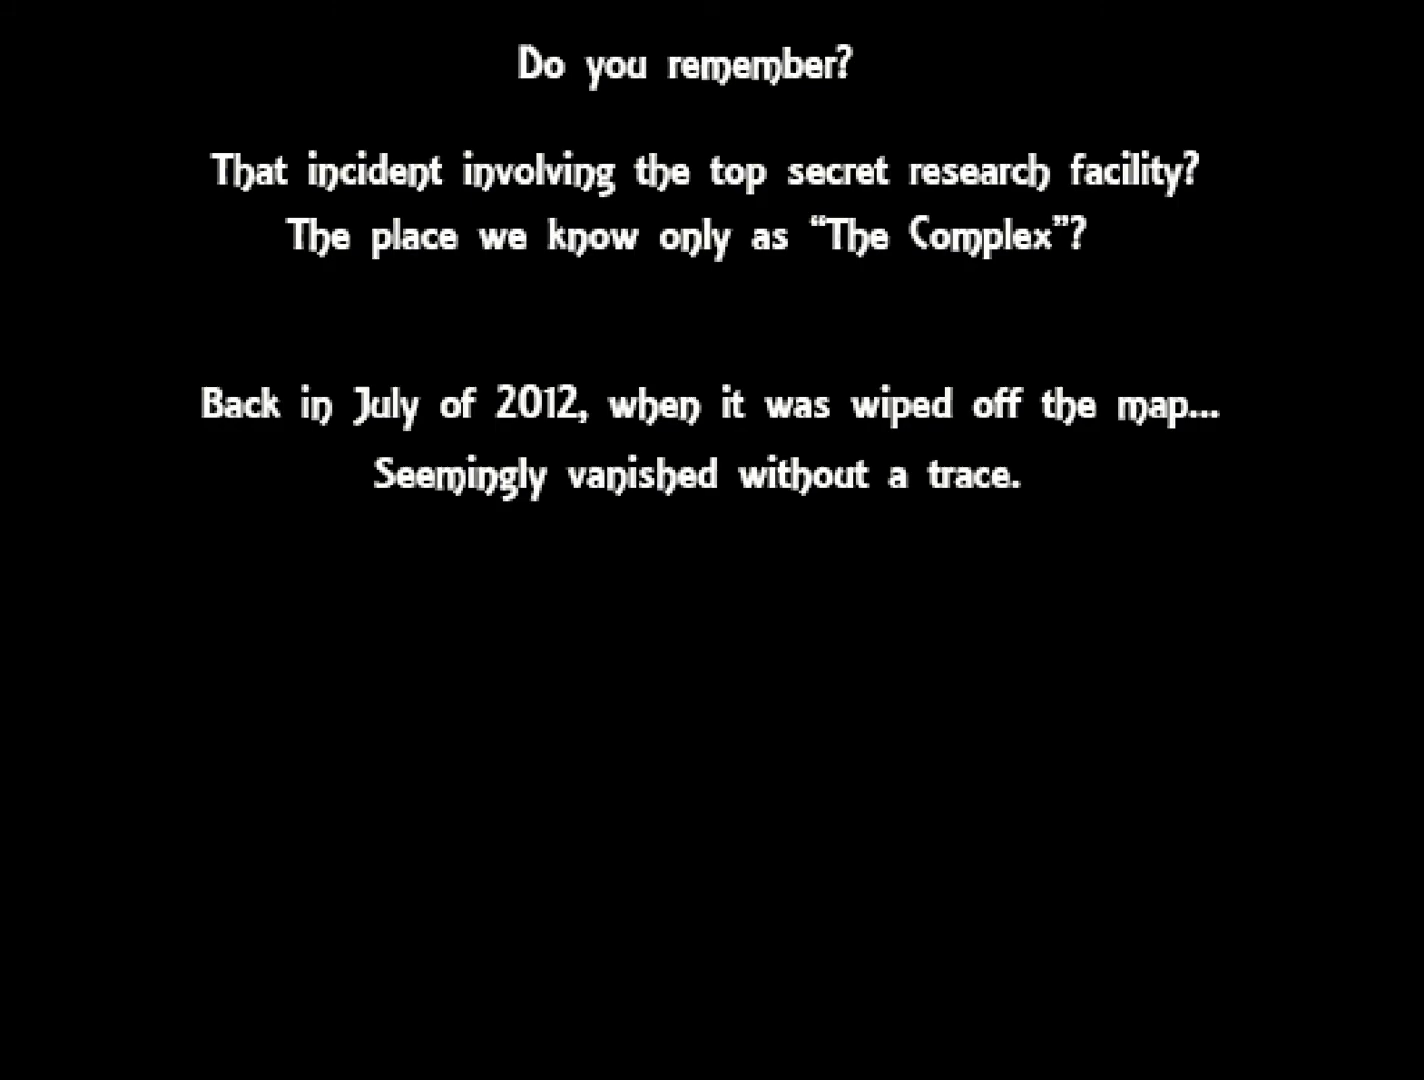 Do you remember?
That incident involving the top secret research facility?
The place we know only as “The Complex”?
Back in July of 2012, when it was wiped off the map...
Seemingly vanished without a trace.